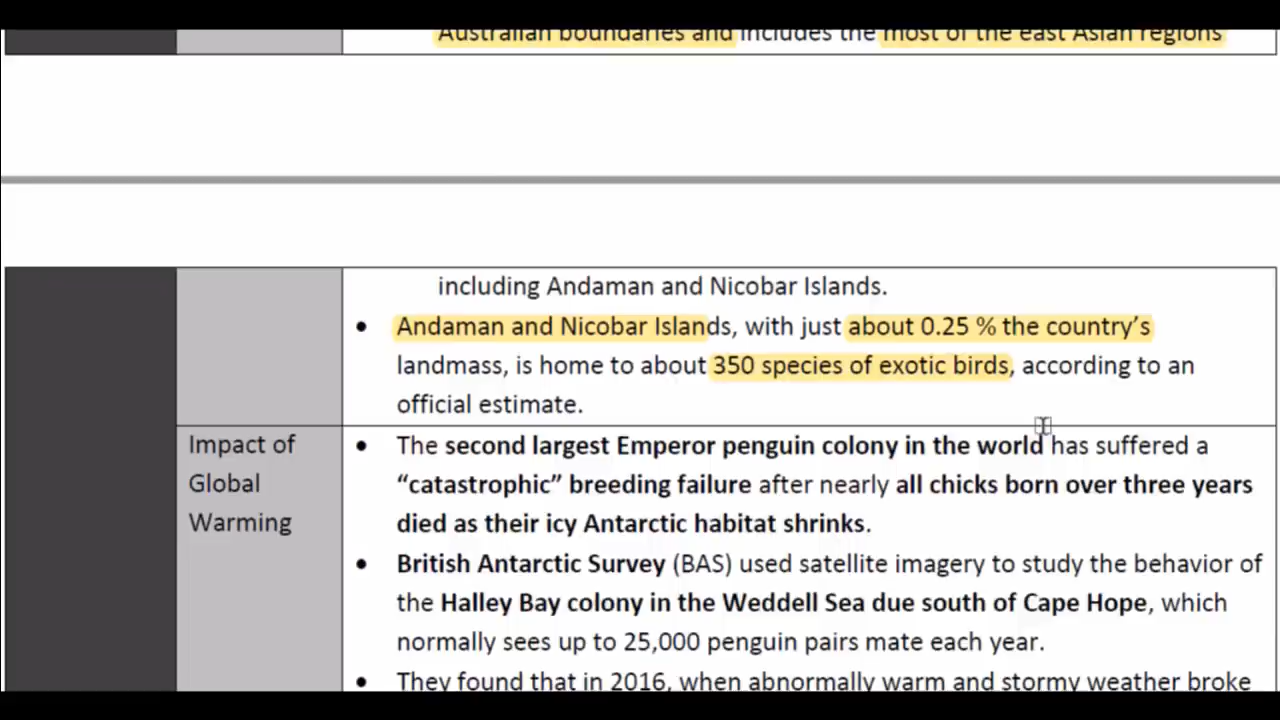 Australian boundaries and includes the most of the east Asian regions
including Andaman and Nicobar Islands.
• Andaman and Nicobar Islands, with just about 0.25 % the country’s
landmass, is home to about 350 species of exotic birds, according to an
official estimate.
Impact of
Global
Warming
• The second largest Emperor penguin colony in the world has suffered a
“catastrophic” breeding failure after nearly all chicks born over three years
died as their icy Antarctic habitat shrinks.
• British Antarctic Survey (BAS) used satellite imagery to study the behavior of
the Halley Bay colony in the Weddell Sea due south of Cape Hope, which
normally sees up to 25,000 penguin pairs mate each year.
• They found that in 2016, when abnormally warm and stormy weather broke